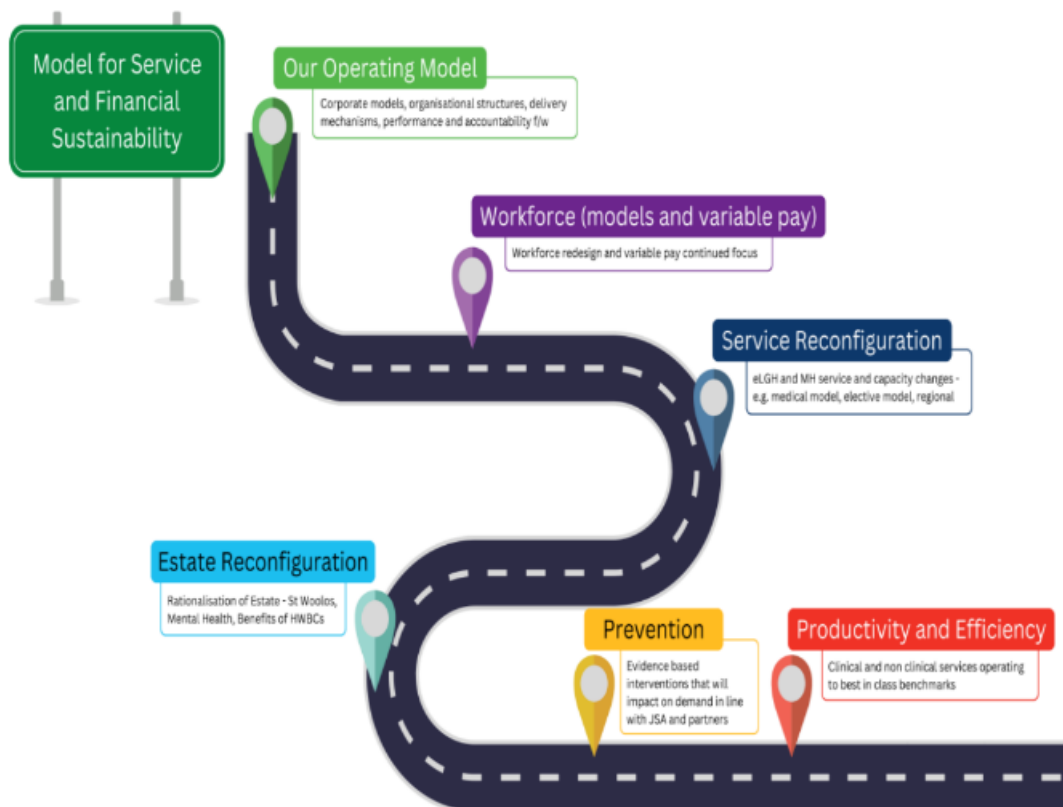 Model for Service
and Financial
Sustainability
Our Operating Model
Corporate models, organisational structures, delivery
mechanisms, performance and accountability f/w
Workforce (models and variable pay)
Workforce redesign and variable pay continued focus
Service Reconfiguration
eLGH and MH service and capacity changes -
e.g. medical model, elective model, regional
Estate Reconfiguration
Rationalisation of Estate - St Woolos,
Mental Health, Benefits of HWBCs
Prevention
Evidence based
interventions that will
impact on demand in line
with JSA and partners
Productivity and Efficiency
Clinical and non clinical services operating
to best in class benchmarks